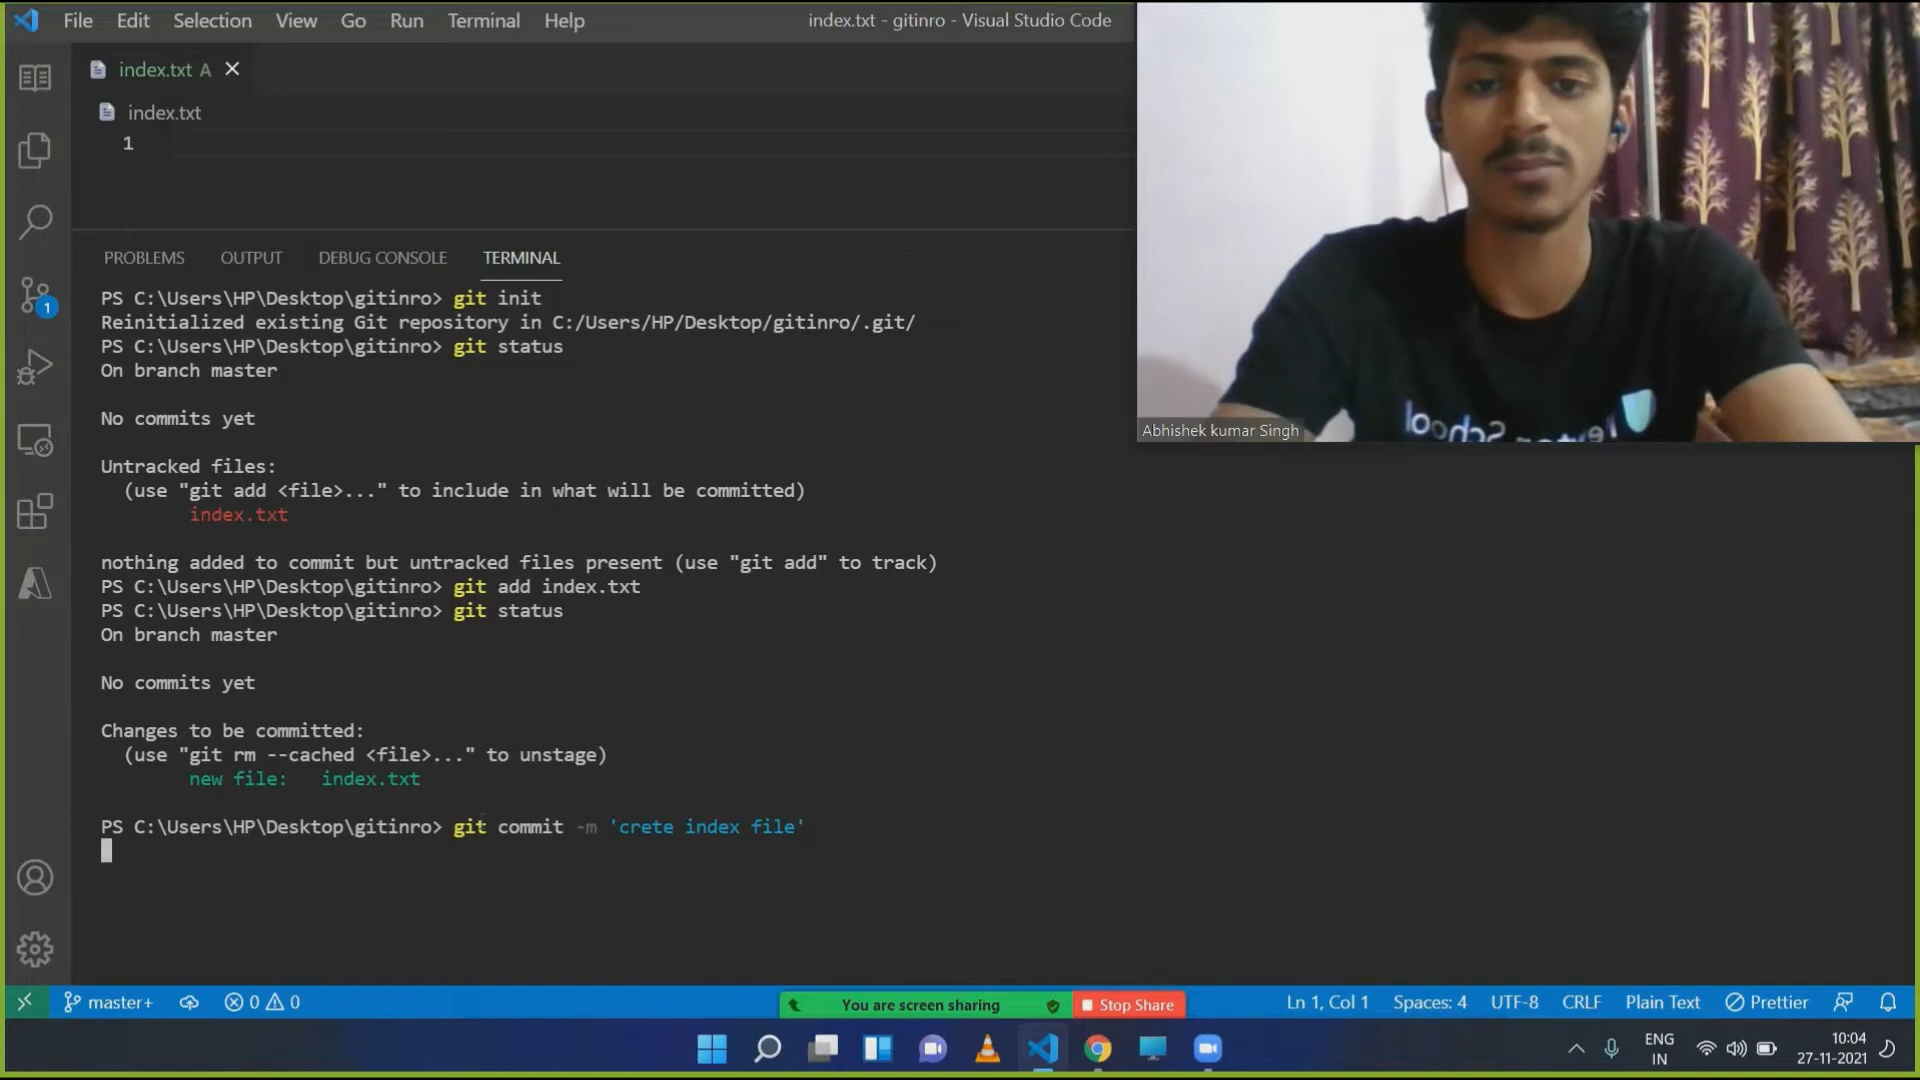 File Edit Selection View Go Run Terminal Help
index.txt - gitinro - Visual Studio Code
index.txt A
index.txt
1
PROBLEMS OUTPUT DEBUG CONSOLE TERMINAL
1
PS C:\Users\HP\Desktop\gitinro> git init
Reinitialized existing Git repository in C:/Users/HP/Desktop/gitinro/.git/
PS C:\Users\HP\Desktop\gitinro> git status
On branch master
No commits yet
Untracked files:
(use "git add <file>..." to include in what will be committed)
index.txt
nothing added to commit but untracked files present (use "git add" to track)
PS C:\Users\HP\Desktop\gitinro> git add index.txt
PS C:\Users\HP\Desktop\gitinro> git status
On branch master
No commits yet
Changes to be committed:
(use "git rm --cached <file>..." to unstage)
new file:   index.txt
PS C:\Users\HP\Desktop\gitinro> git commit -m 'crete index file'
School
Abhishek kumar Singh
master+ 0 0
You are screen sharing
Stop Share
Ln 1, Col 1 Spaces: 4 UTF-8 CRLF Plain Text Prettier
ENG
IN
10:04
27-11-2021